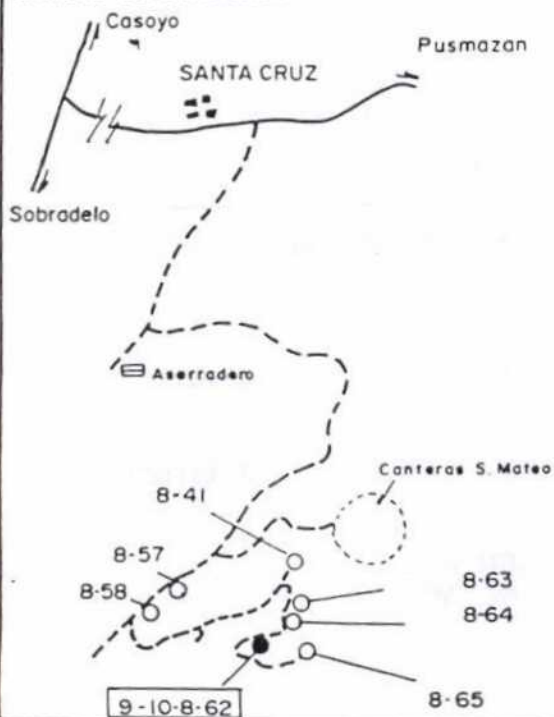 Casoyo
Pusmazan
SANTA CRUZ
Sobradelo
Aserradero
Canteras S. Mateo
8-41
8-57
8-63
8-58
8-64
9-10-8-62
8-65